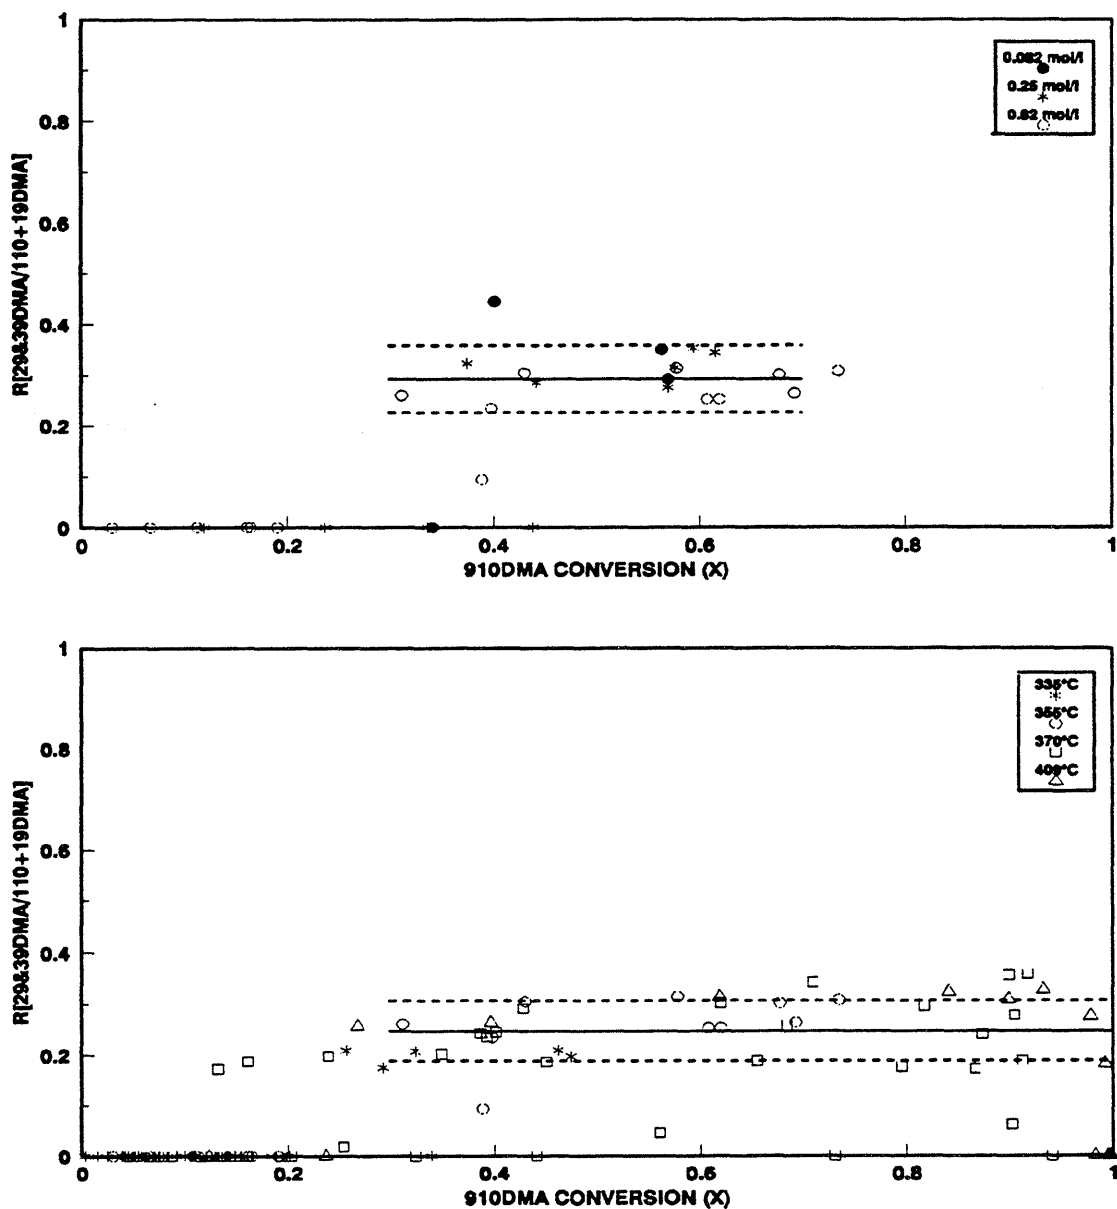 1
0.8
0.6
0.4
0.2
0
R[29&39DMA/110+19DMA]
0.082 mol/l
0.25 mol/l
0.82 mol/l
0 0.2 0.4 0.6 0.8 1
910DMA CONVERSION (X)
1
0.8
0.6
0.4
0.2
0
R[29&39DMA/110+19DMA]
335°C
355°C
370°C
409°C
0 0.2 0.4 0.6 0.8 1
910DMA CONVERSION (X)